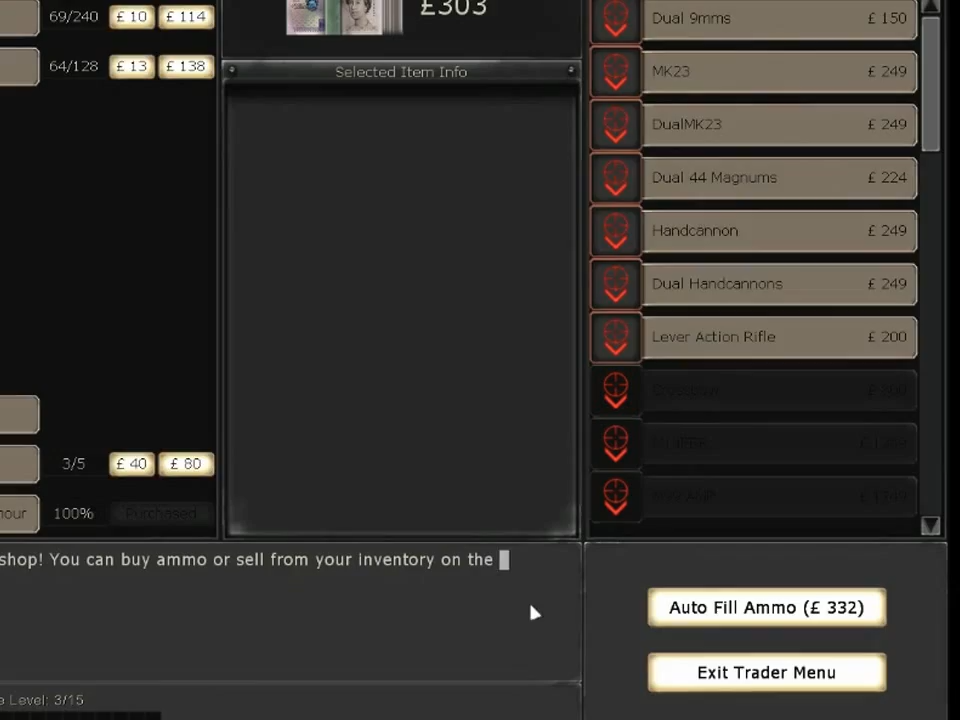 69/240 £ 10 £ 114
64/128 £ 13 £ 138
£303
Selected Item Info
Dual 9mms £ 150
MK23 £ 249
DualMK23 £ 249
Dual 44 Magnums £ 224
Handcannon £ 249
Dual Handcannons £ 249
Lever Action Rifle £ 200
Crossbow
3/5 £ 40 £ 80
mour 100% Purchased
shop! You can buy ammo or sell from your inventory on the
Auto Fill Ammo (£ 332)
Exit Trader Menu
e Level: 3/15